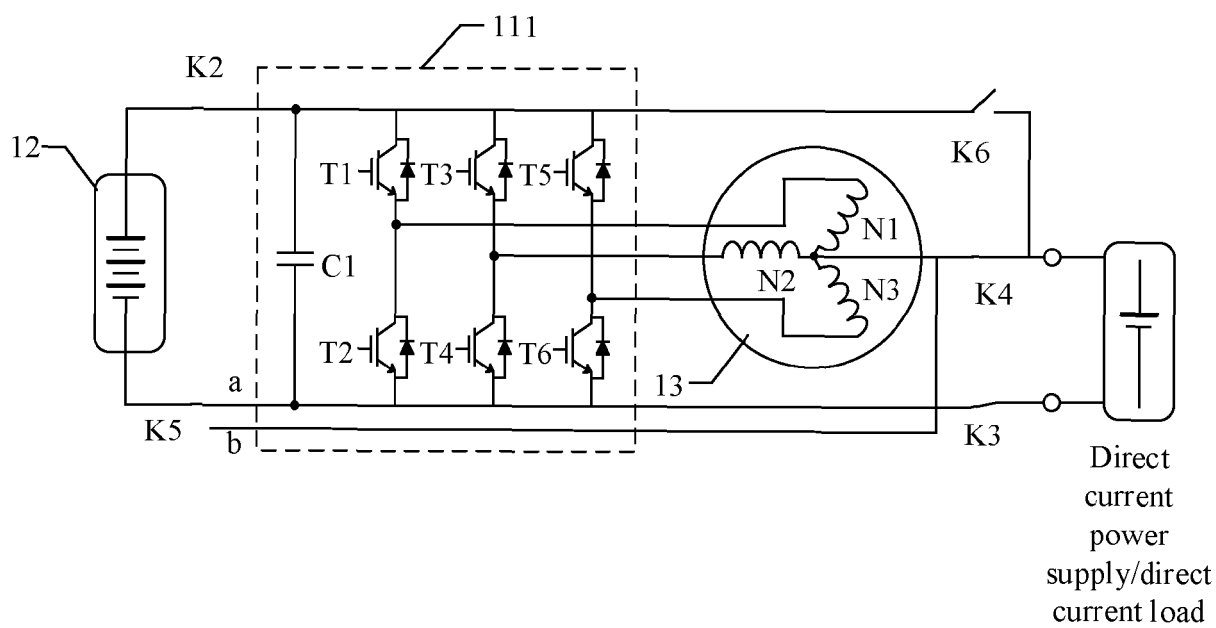 111
K2
12
K6
T1
T3
T5
N1
C1
N2
N3
K4
T2
T4
T6
13
a
K5
b
K3
Direct
current
power
supply/direct
current load